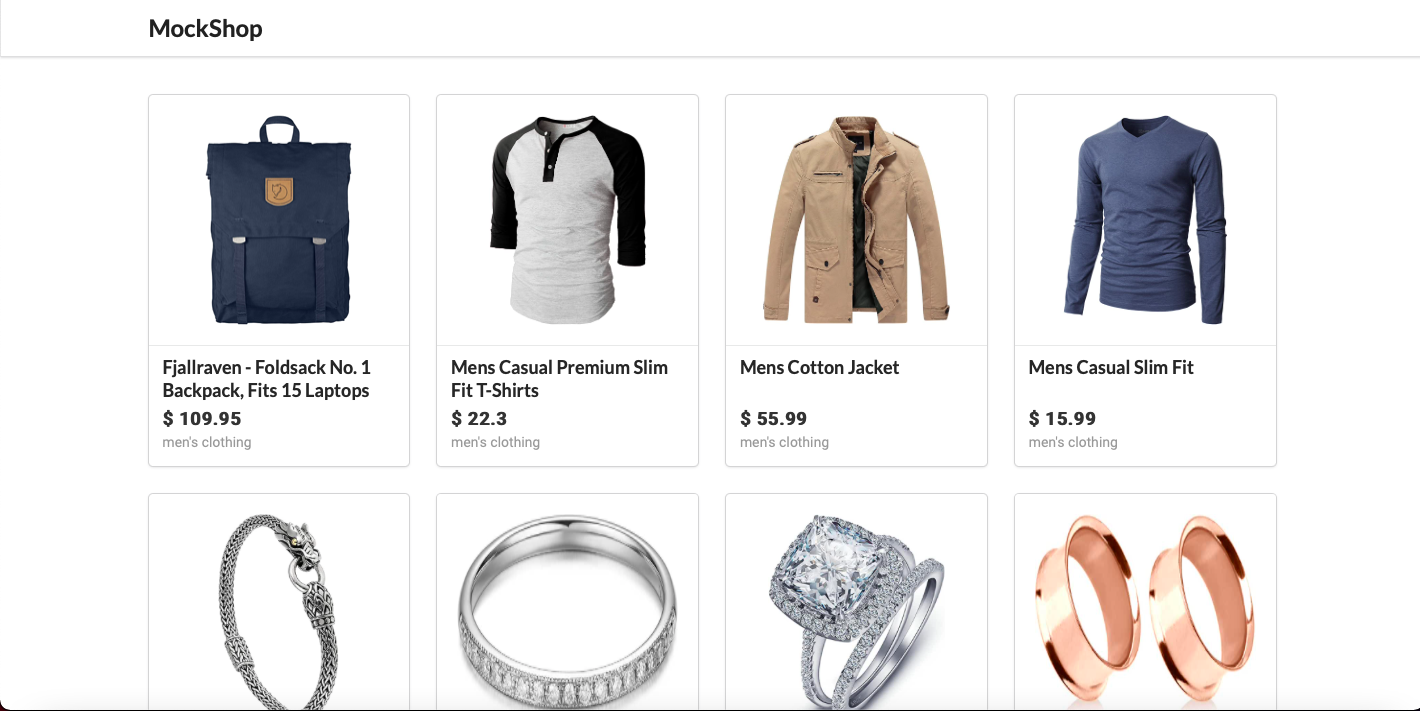 MockShop
Fjallraven - Foldsack No. 1
Backpack, Fits 15 Laptops
$ 109.95
men's clothing
Mens Casual Premium Slim
Fit T-Shirts
$ 22.3
men's clothing
Mens Cotton Jacket
$ 55.99
men's clothing
Mens Casual Slim Fit
$ 15.99
men's clothing